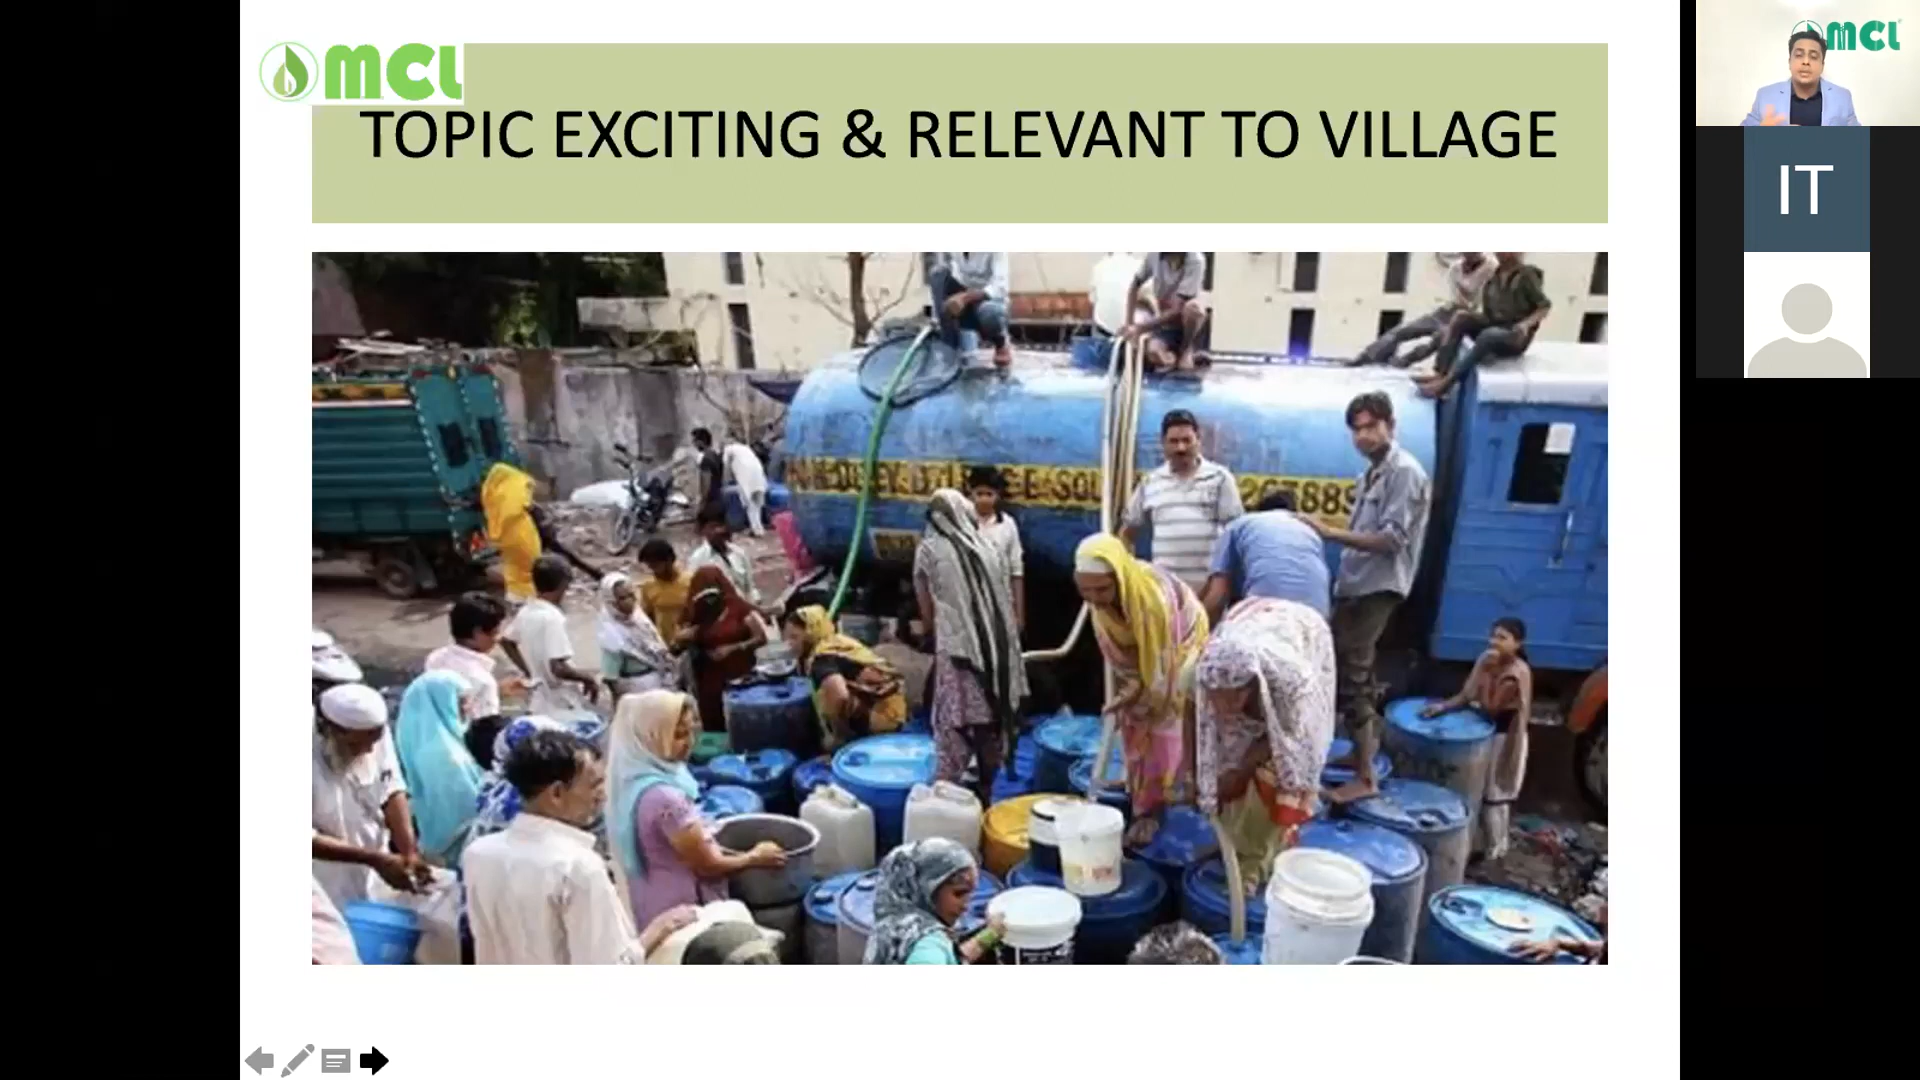 MCL
TOPIC EXCITING & RELEVANT TO VILLAGE
MCL
IT